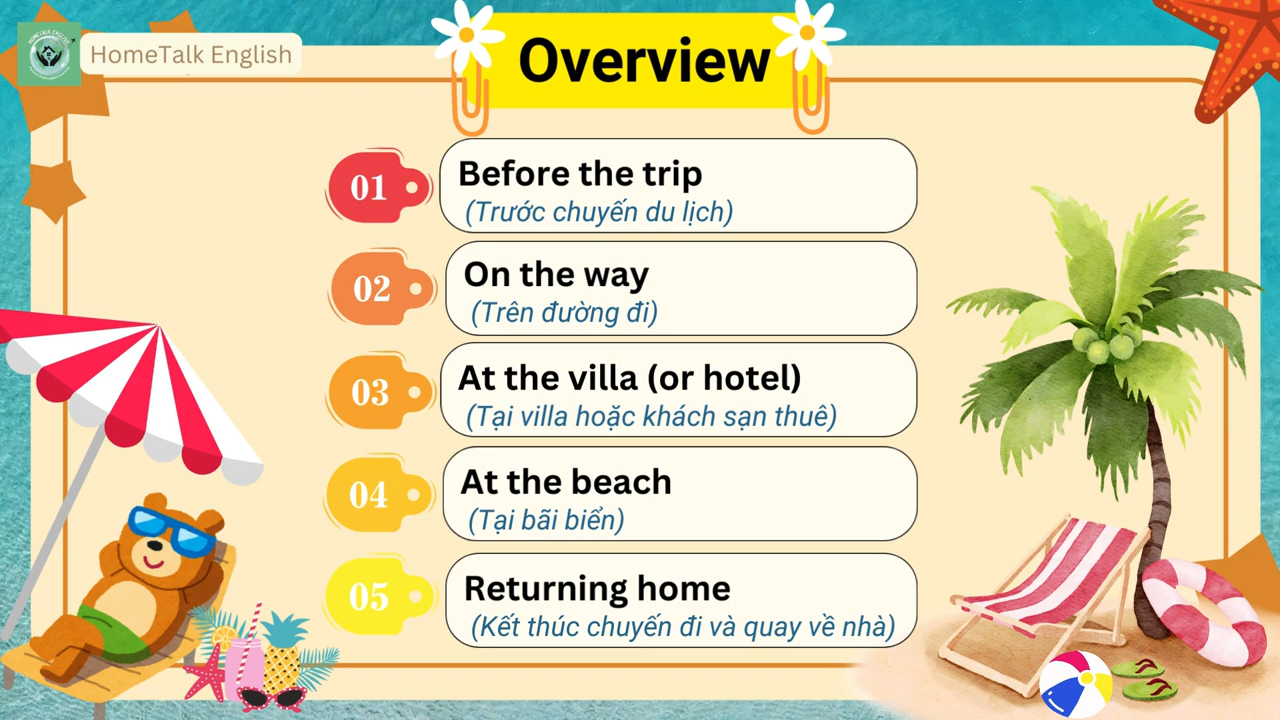 HomeTalk English
Overview
01
Before the trip
(Trước chuyến du lịch)
02
On the way
(Trên đường đi)
03
At the villa (or hotel)
(Tại villa hoặc khách sạn thuê)
04
At the beach
(Tại bãi biển)
05
Returning home
(Kết thúc chuyến đi và quay về nhà)